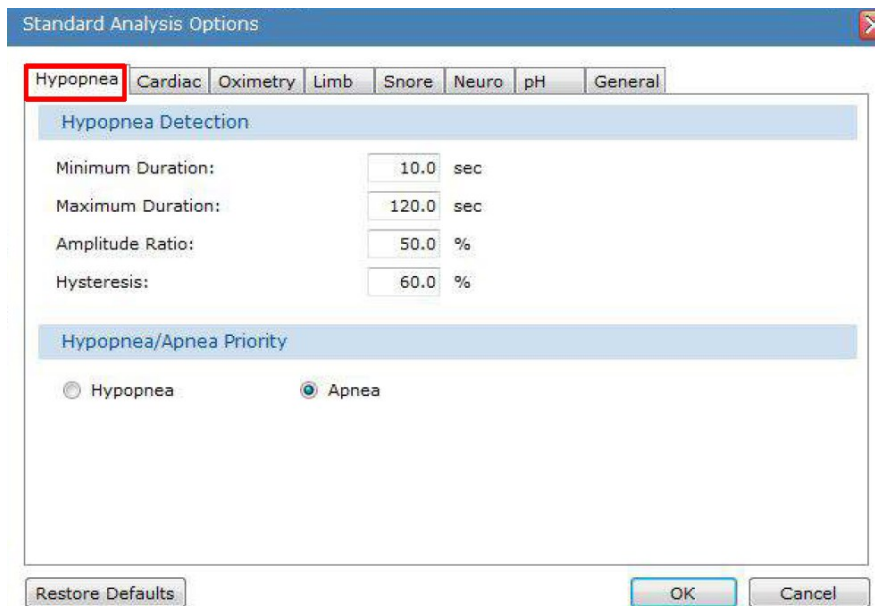 Standard Analysis Options
Hypopnea Cardiac Oximetry Limb Snore Neuro pH General
Hypopnea Detection
Minimum Duration: 10.0 sec
Maximum Duration: 120.0 sec
Amplitude Ratio: 50.0 %
Hysteresis: 60.0 %
Hypopnea/Apnea Priority
Hypopnea Apnea
Restore Defaults OK Cancel